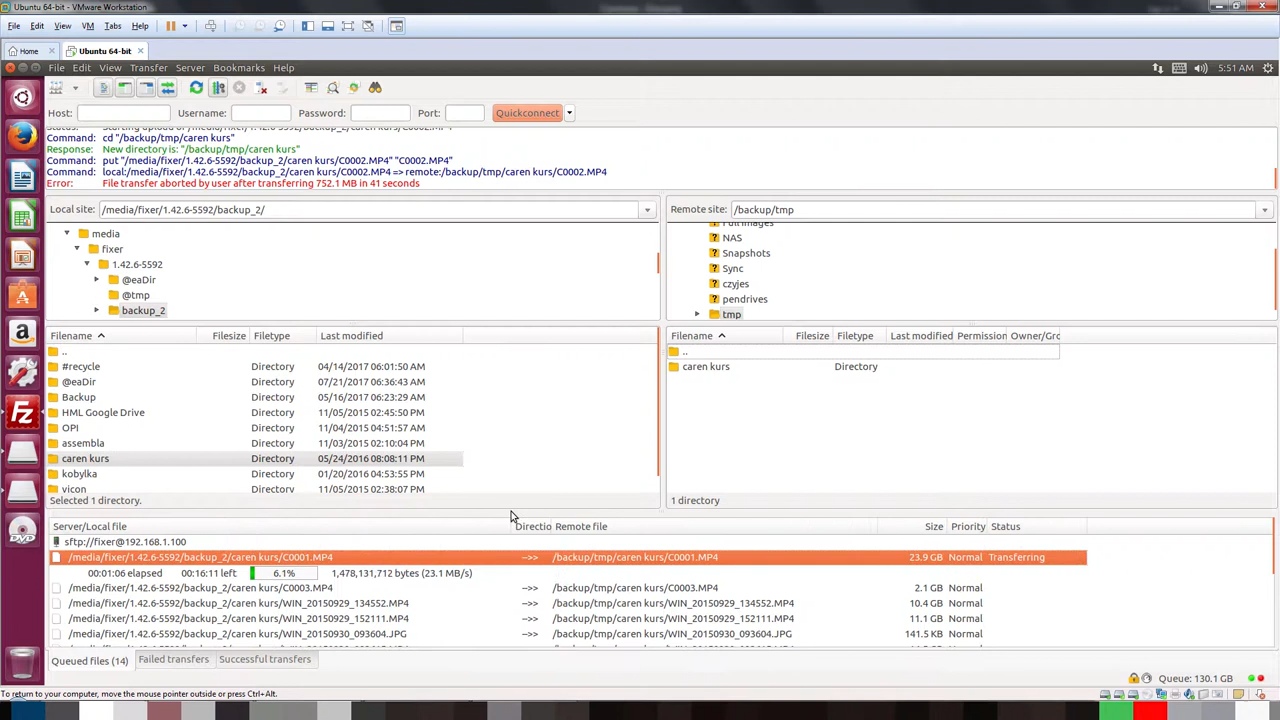 Ubuntu 64-bit - VMware Workstation
File Edit View VM Tabs Help
Home Ubuntu 64-bit
File Edit View Transfer Server Bookmarks Help 5:51 AM
Host: Username: Password: Port: Quickconnect
Status: Starting upload of /media/fixer/1.42.6-5592/backup_2/caren kurs/C0002.MP4
Command: cd "/backup/tmp/caren kurs"
Response: New directory is: "/backup/tmp/caren kurs"
Command: put "/media/fixer/1.42.6-5592/backup_2/caren kurs/C0002.MP4" "C0002.MP4"
Command: local:/media/fixer/1.42.6-5592/backup_2/caren kurs/C0002.MP4 => remote:/backup/tmp/caren kurs/C0002.MP4
Error: File transfer aborted by user after transferring 752.1 MB in 41 seconds
Local site: /media/fixer/1.42.6-5592/backup_2/
media
fixer
1.42.6-5592
@eaDir
@tmp
backup_2
Remote site: /backup/tmp
Full images
NAS
Snapshots
Sync
czyjes
pendrives
tmp
Filename Filesize Filetype Last modified
..
#recycle Directory 04/14/2017 06:01:50 AM
@eaDir Directory 07/21/2017 06:36:43 AM
Backup Directory 05/16/2017 06:23:29 AM
HML Google Drive Directory 11/05/2015 02:45:50 PM
OPI Directory 11/04/2015 04:51:57 AM
assembla Directory 11/03/2015 02:10:04 PM
caren kurs Directory 05/24/2016 08:08:11 PM
kobylka Directory 01/20/2016 04:53:55 PM
vicon Directory 11/05/2015 02:38:07 PM
Selected 1 directory.
Filename Filesize Filetype Last modified Permission Owner/Gro
..
caren kurs Directory
1 directory
Server/Local file Directio Remote file Size Priority Status
sftp://fixer@192.168.1.100
/media/fixer/1.42.6-5592/backup_2/caren kurs/C0001.MP4 -->> /backup/tmp/caren kurs/C0001.MP4 23.9 GB Normal Transferring
00:01:06 elapsed 00:16:11 left 6.1% 1,478,131,712 bytes (23.1 MB/s)
/media/fixer/1.42.6-5592/backup_2/caren kurs/C0003.MP4 -->> /backup/tmp/caren kurs/C0003.MP4 2.1 GB Normal
/media/fixer/1.42.6-5592/backup_2/caren kurs/WIN_20150929_134552.MP4 -->> /backup/tmp/caren kurs/WIN_20150929_134552.MP4 10.4 GB Normal
/media/fixer/1.42.6-5592/backup_2/caren kurs/WIN_20150929_152111.MP4 -->> /backup/tmp/caren kurs/WIN_20150929_152111.MP4 11.1 GB Normal
/media/fixer/1.42.6-5592/backup_2/caren kurs/WIN_20150930_093604.JPG -->> /backup/tmp/caren kurs/WIN_20150930_093604.JPG 141.5 KB Normal
Queued files (14) Failed transfers Successful transfers
Queue: 130.1 GB
To return to your computer, move the mouse pointer outside or press Ctrl+Alt.